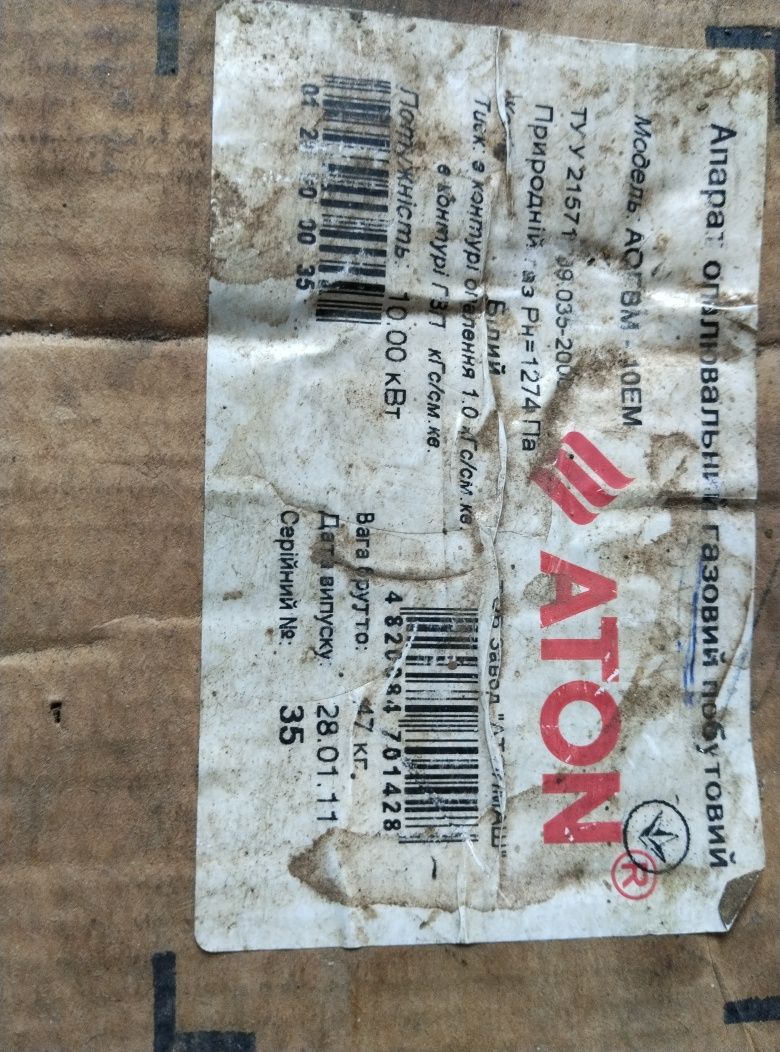 Апарат опалювальний газовий побутовий
Модель: АОГВМ - 10ЕМ
ATON®
ТУ У
Природній газ Рн=1274 Па
Білий
завод
Тиск в контурі опалення 1.0 кГс/см.кв
в контурі ГВП кГс/см.кв.
Потужність: 10.00 кВт
35
4 820084 701428
Вага брутто: 47 кг.
Дата випуску: 28.01.11
Серійний №: 35